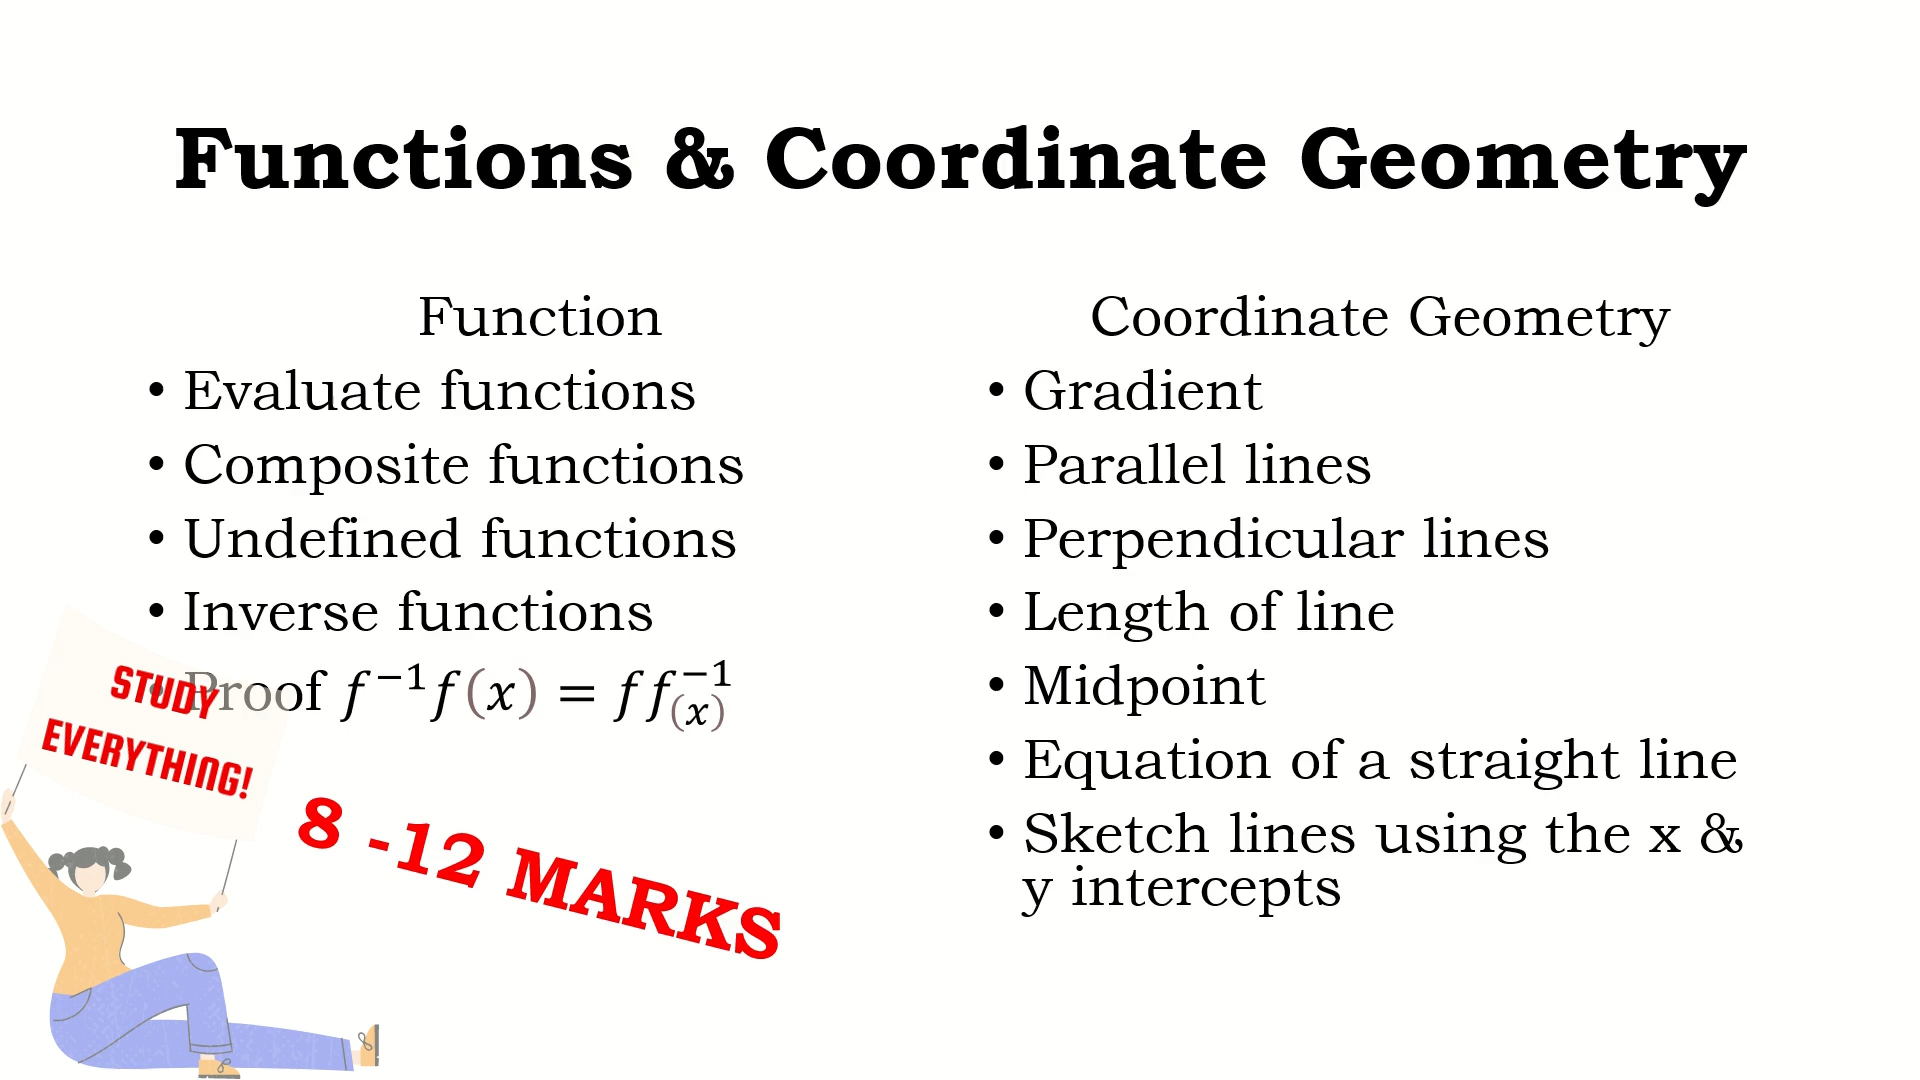 Functions & Coordinate Geometry
Function
• Evaluate functions
• Composite functions
• Undefined functions
• Inverse functions
• Proof f⁻¹f(x) = ff⁻¹₍ₓ₎
STUDY
EVERYTHING!
8 -12 MARKS
Coordinate Geometry
• Gradient
• Parallel lines
• Perpendicular lines
• Length of line
• Midpoint
• Equation of a straight line
• Sketch lines using the x &
y intercepts